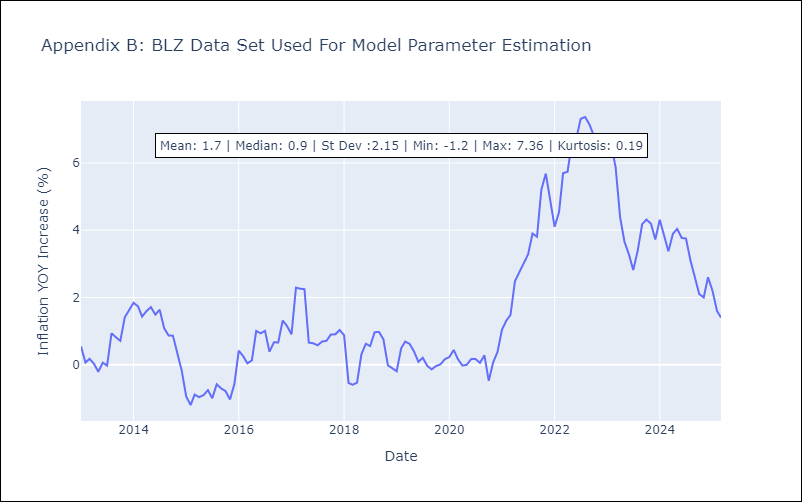 Appendix B: BLZ Data Set Used For Model Parameter Estimation
Mean: 1.7 | Median: 0.9 | St Dev :2.15 | Min: -1.2 | Max: 7.36 | Kurtosis: 0.19
Inflation YOY Increase (%)
6
4
2
0
2014
2016
2018
2020
2022
2024
Date